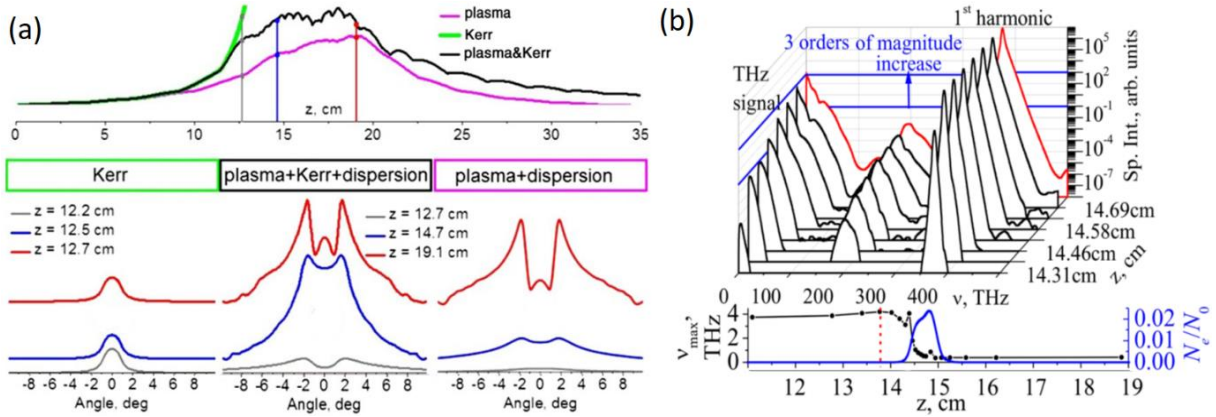 (a)
plasma
Kerr
plasma&Kerr
z, cm
0 5 10 15 20 25 30 35
Kerr
plasma+Kerr+dispersion
plasma+dispersion
z = 12.2 cm
z = 12.5 cm
z = 12.7 cm
z = 12.7 cm
z = 14.7 cm
z = 19.1 cm
-8 -6 -4 -2 0 2 4 6 8
-8 -6 -4 -2 0 2 4 6 8
-8 -6 -4 -2 0 2 4 6 8
Angle, deg
Angle, deg
Angle, deg
(b)
1st harmonic
3 orders of magnitude
increase
THz
signal
10^5
10^2
10^-1
10^-4
10^-7
Sp. Int., arb. units
14.69cm
14.58cm
14.46cm
14.31cm
z, cm
0 100 200 300 400
ν, THz
ν_max,
THz
4
2
0
0.02
0.01
0.00
N_e/N_0
12 13 14 15 16 17 18 19
z, cm